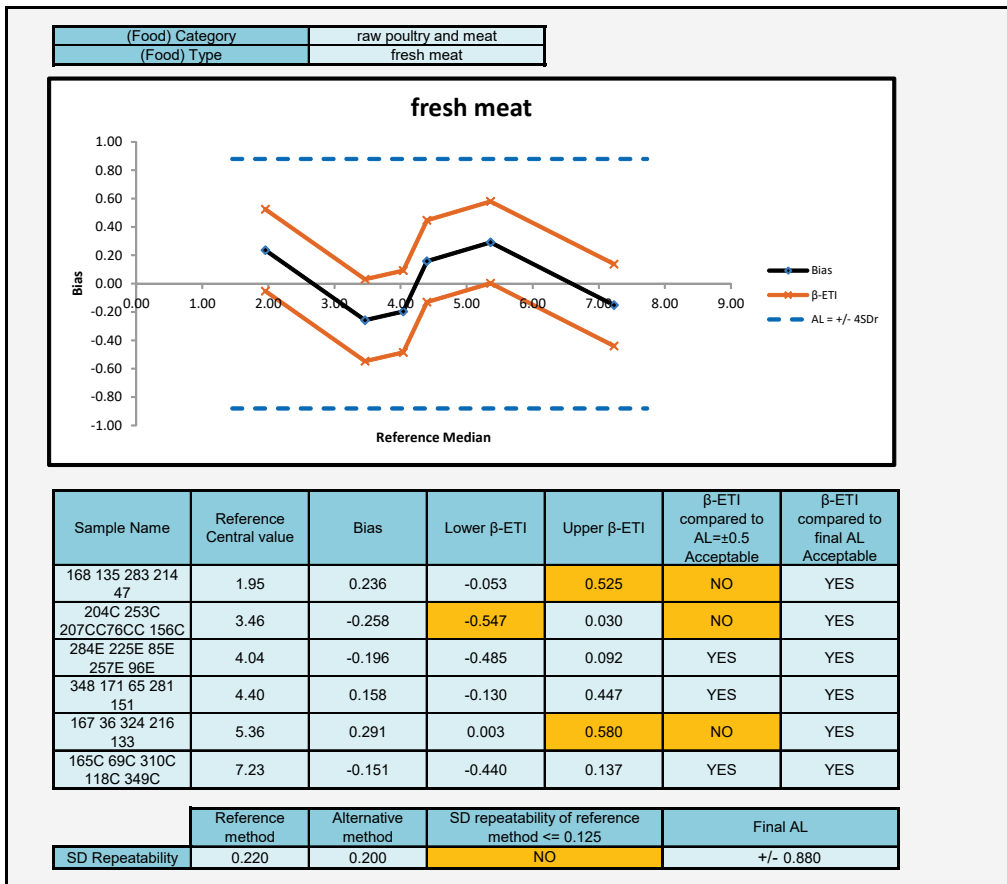 (Food) Category raw poultry and meat
(Food) Type fresh meat
fresh meat
1.00
0.80
0.60
0.40
0.20
0.00
-0.20
-0.40
-0.60
-0.80
-1.00
0.00 1.00 2.00 3.00 4.00 5.00 6.00 7.00 8.00 9.00
Bias
Reference Median
Bias
β-ETI
AL = +/- 4SDr
Sample Name Reference Central value Bias Lower β-ETI Upper β-ETI β-ETI compared to AL=±0.5 Acceptable β-ETI compared to final AL Acceptable
168 135 283 214 47 1.95 0.236 -0.053 0.525 NO YES
204C 253C 207CC76CC 156C 3.46 -0.258 -0.547 0.030 NO YES
284E 225E 85E 257E 96E 4.04 -0.196 -0.485 0.092 YES YES
348 171 65 281 151 4.40 0.158 -0.130 0.447 YES YES
167 36 324 216 133 5.36 0.291 0.003 0.580 NO YES
165C 69C 310C 118C 349C 7.23 -0.151 -0.440 0.137 YES YES
Reference method Alternative method SD repeatability of reference method <= 0.125 Final AL
SD Repeatability 0.220 0.200 NO +/- 0.880